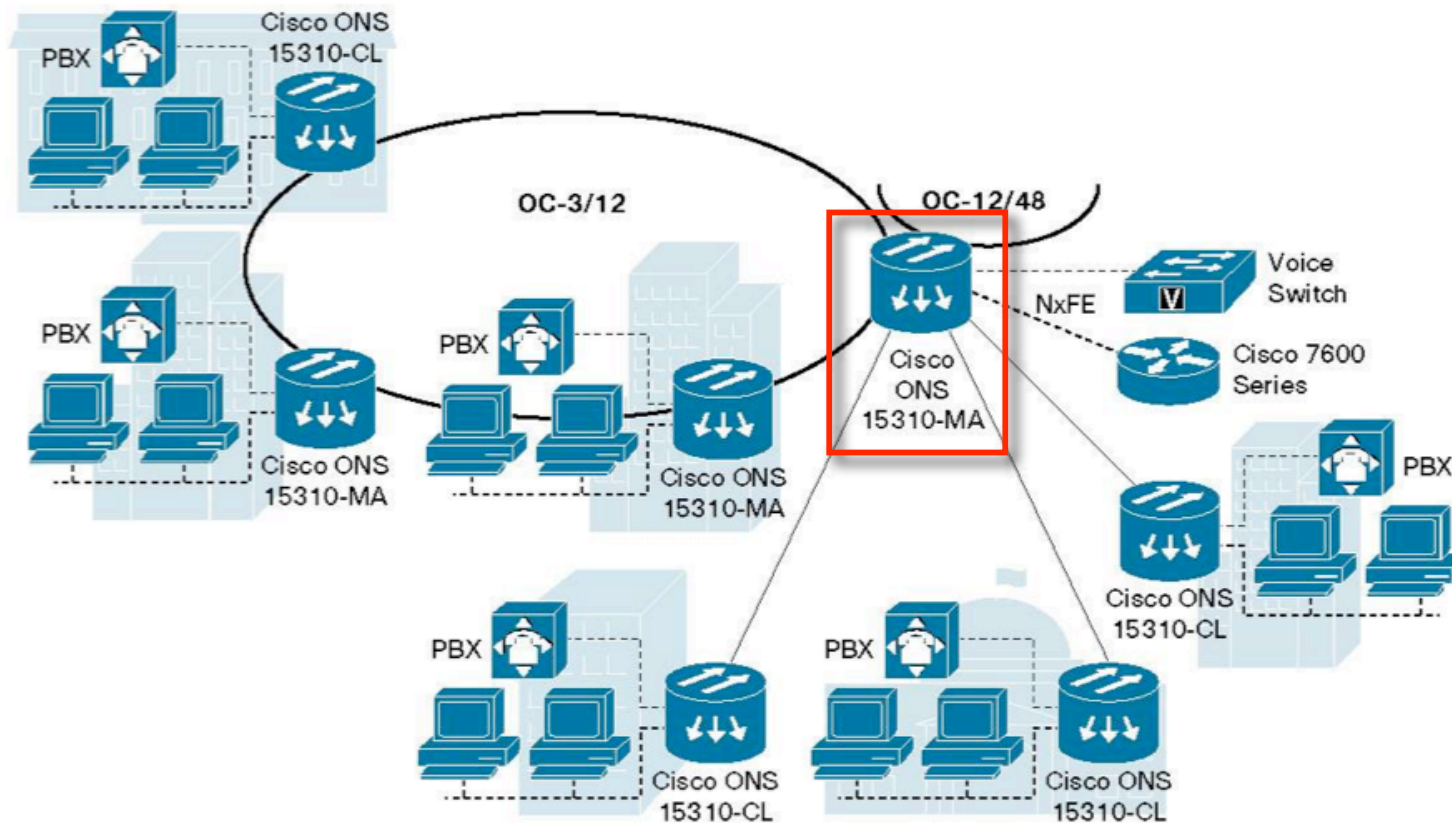 Cisco ONS
15310-CL
PBX
OC-3/12
OC-12/48
Voice
Switch
NxFE
PBX
PBX
Cisco 7600
Series
Cisco
ONS
15310-MA
Cisco ONS
15310-MA
Cisco ONS
15310-MA
PBX
Cisco ONS
15310-CL
PBX
PBX
Cisco ONS
15310-CL
Cisco ONS
15310-CL
V